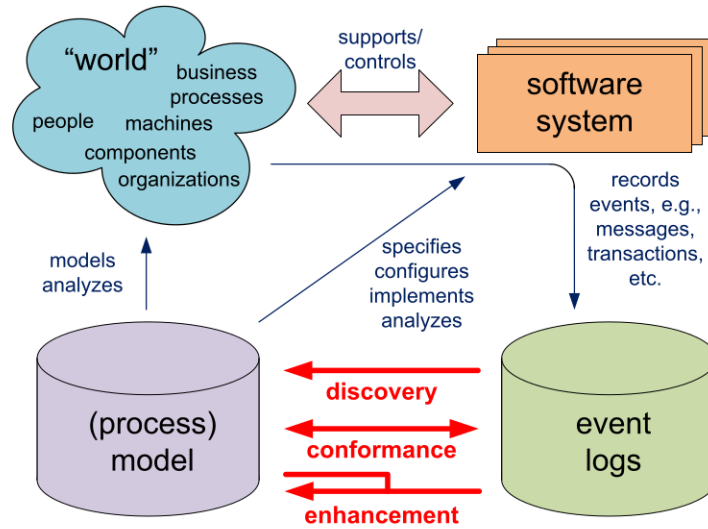 “world”
business
processes
people
machines
components
organizations
supports/
controls
software
system
records
events, e.g.,
messages,
transactions,
etc.
models
analyzes
specifies
configures
implements
analyzes
(process)
model
discovery
conformance
enhancement
event
logs